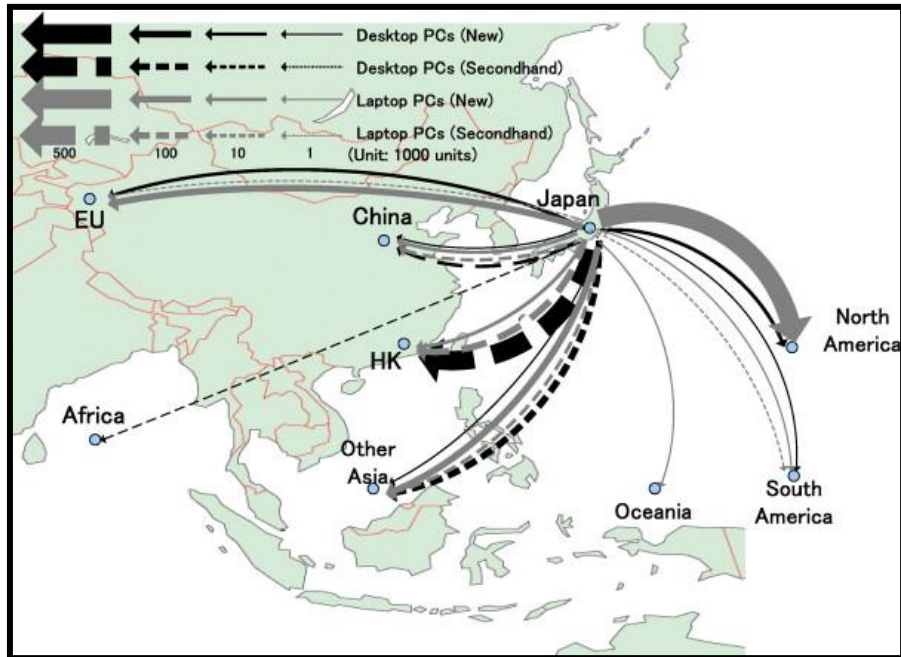 Desktop PCs (New)
Desktop PCs (Secondhand)
Laptop PCs (New)
Laptop PCs (Secondhand)
500 100 10 1 (Unit: 1000 units)
Japan
EU
China
North
America
HK
Africa
Other
Asia
Oceania
South
America